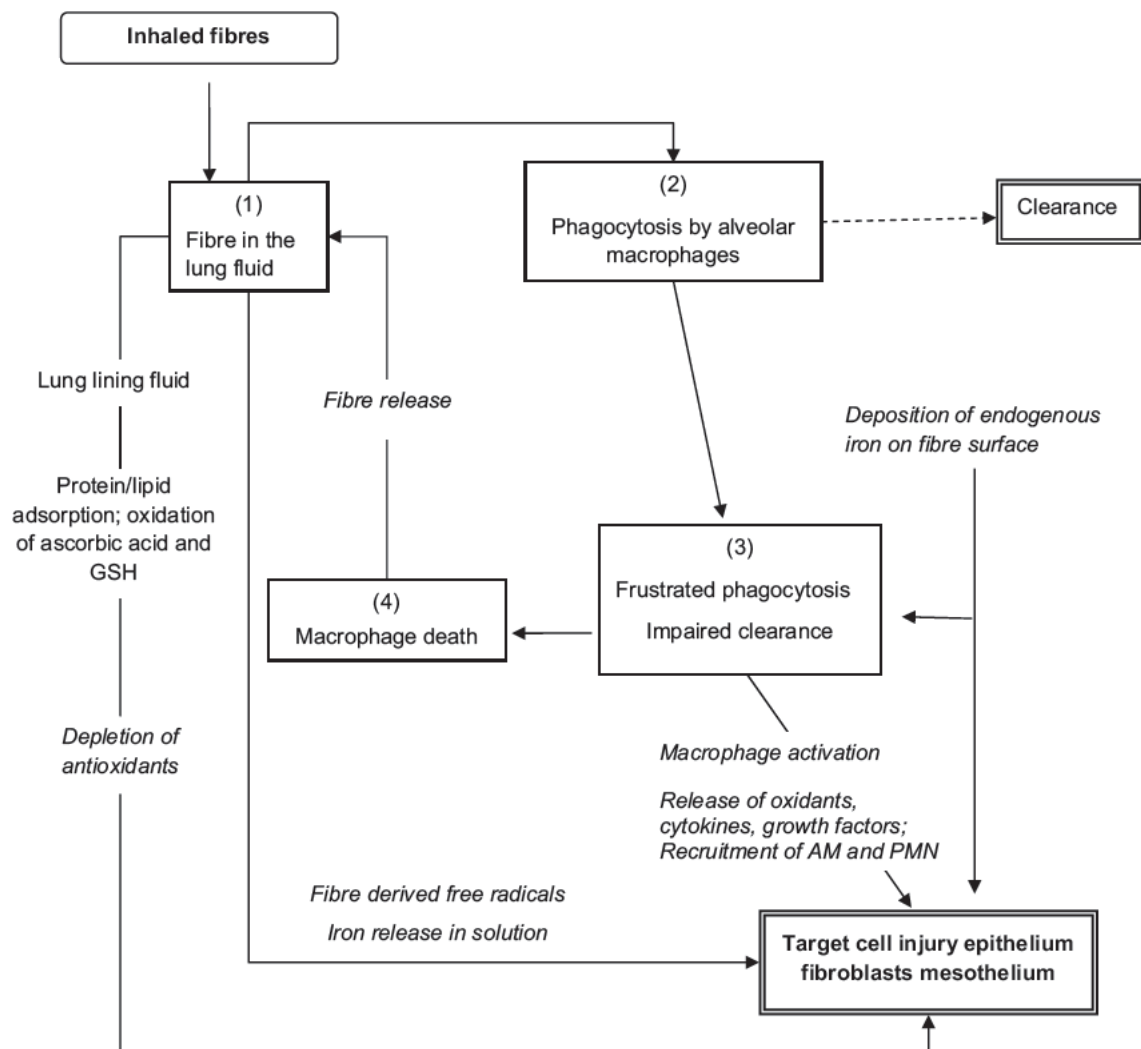 Inhaled fibres
(1)
Fibre in the
lung fluid
(2)
Phagocytosis by alveolar
macrophages
Clearance
Lung lining fluid
Fibre release
Deposition of endogenous
iron on fibre surface
Protein/lipid
adsorption; oxidation
of ascorbic acid and
GSH
(3)
Frustrated phagocytosis
Impaired clearance
(4)
Macrophage death
Depletion of
antioxidants
Macrophage activation
Release of oxidants,
cytokines, growth factors;
Recruitment of AM and PMN
Fibre derived free radicals
Iron release in solution
Target cell injury epithelium
fibroblasts mesothelium